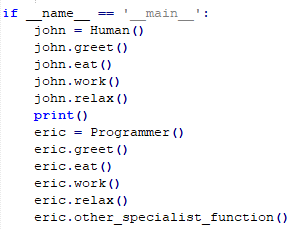 if __name__ == '__main__':
    john = Human()
    john.greet()
    john.eat()
    john.work()
    john.relax()
    print()
    eric = Programmer()
    eric.greet()
    eric.eat()
    eric.work()
    eric.relax()
    eric.other_specialist_function()